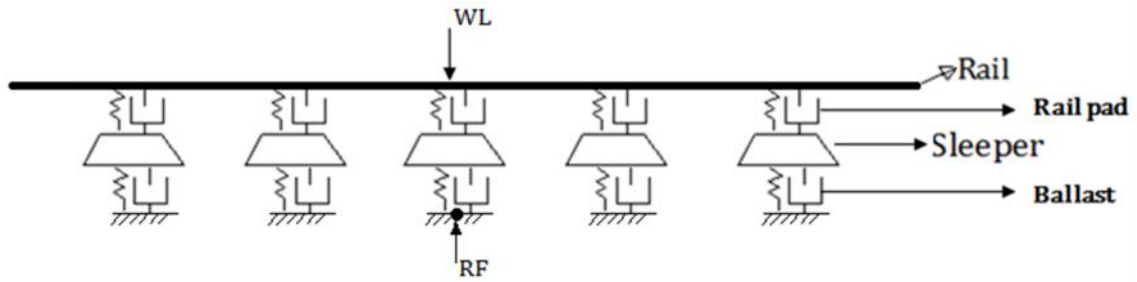 WL
Rail
Rail pad
Sleeper
Ballast
RF